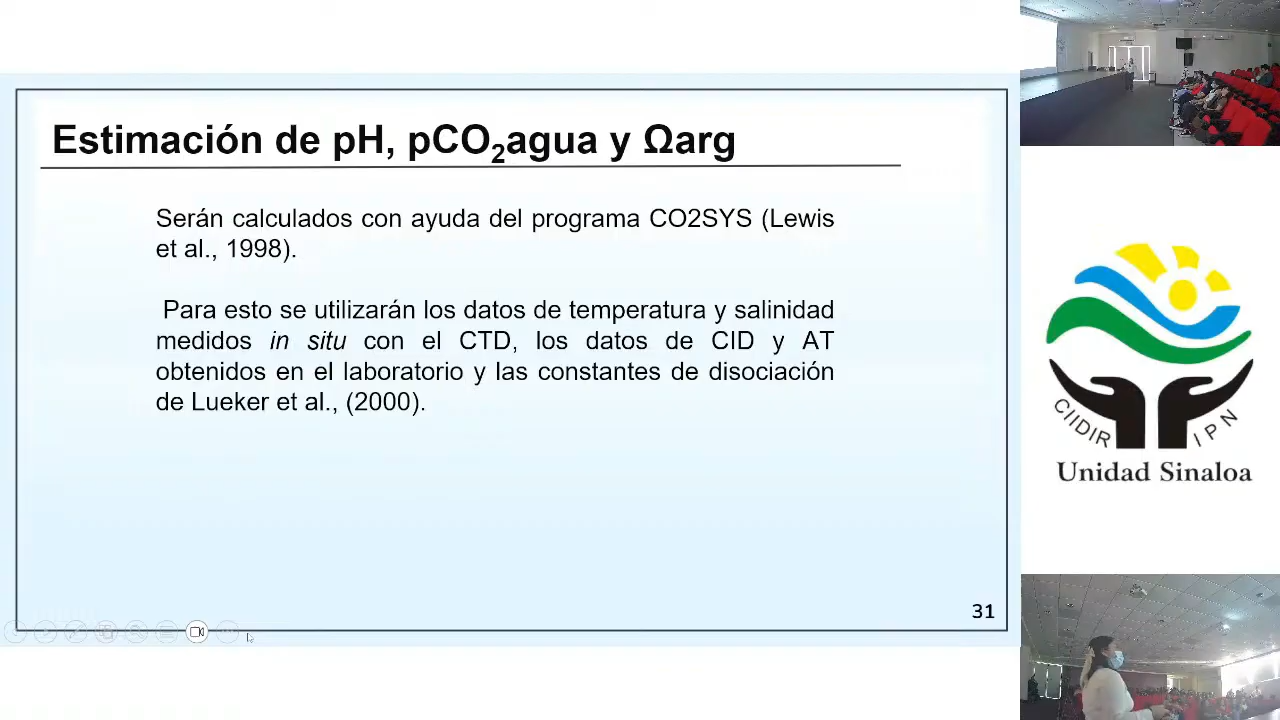 Estimación de pH, pCO₂agua y Ωarg
Serán calculados con ayuda del programa CO2SYS (Lewis
et al., 1998).
Para esto se utilizarán los datos de temperatura y salinidad
medidos in situ con el CTD, los datos de CID y AT
obtenidos en el laboratorio y las constantes de disociación
de Lueker et al., (2000).
31
CIIDIR IPN
Unidad Sinaloa